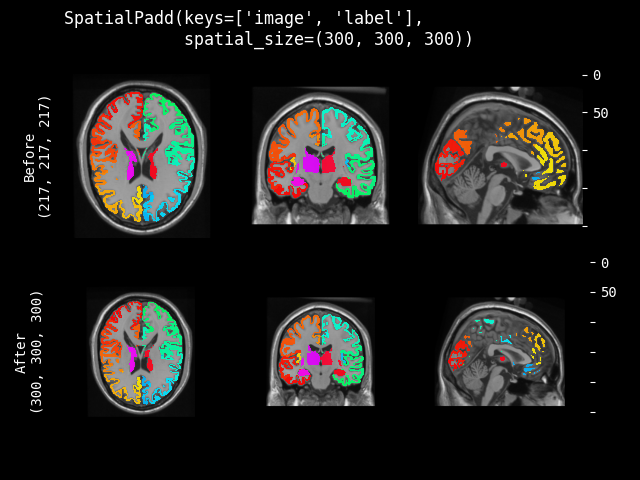 SpatialPadd(keys=['image', 'label'],
spatial_size=(300, 300, 300))
0
50
Before
(217, 217, 217)
0
50
After
(300, 300, 300)